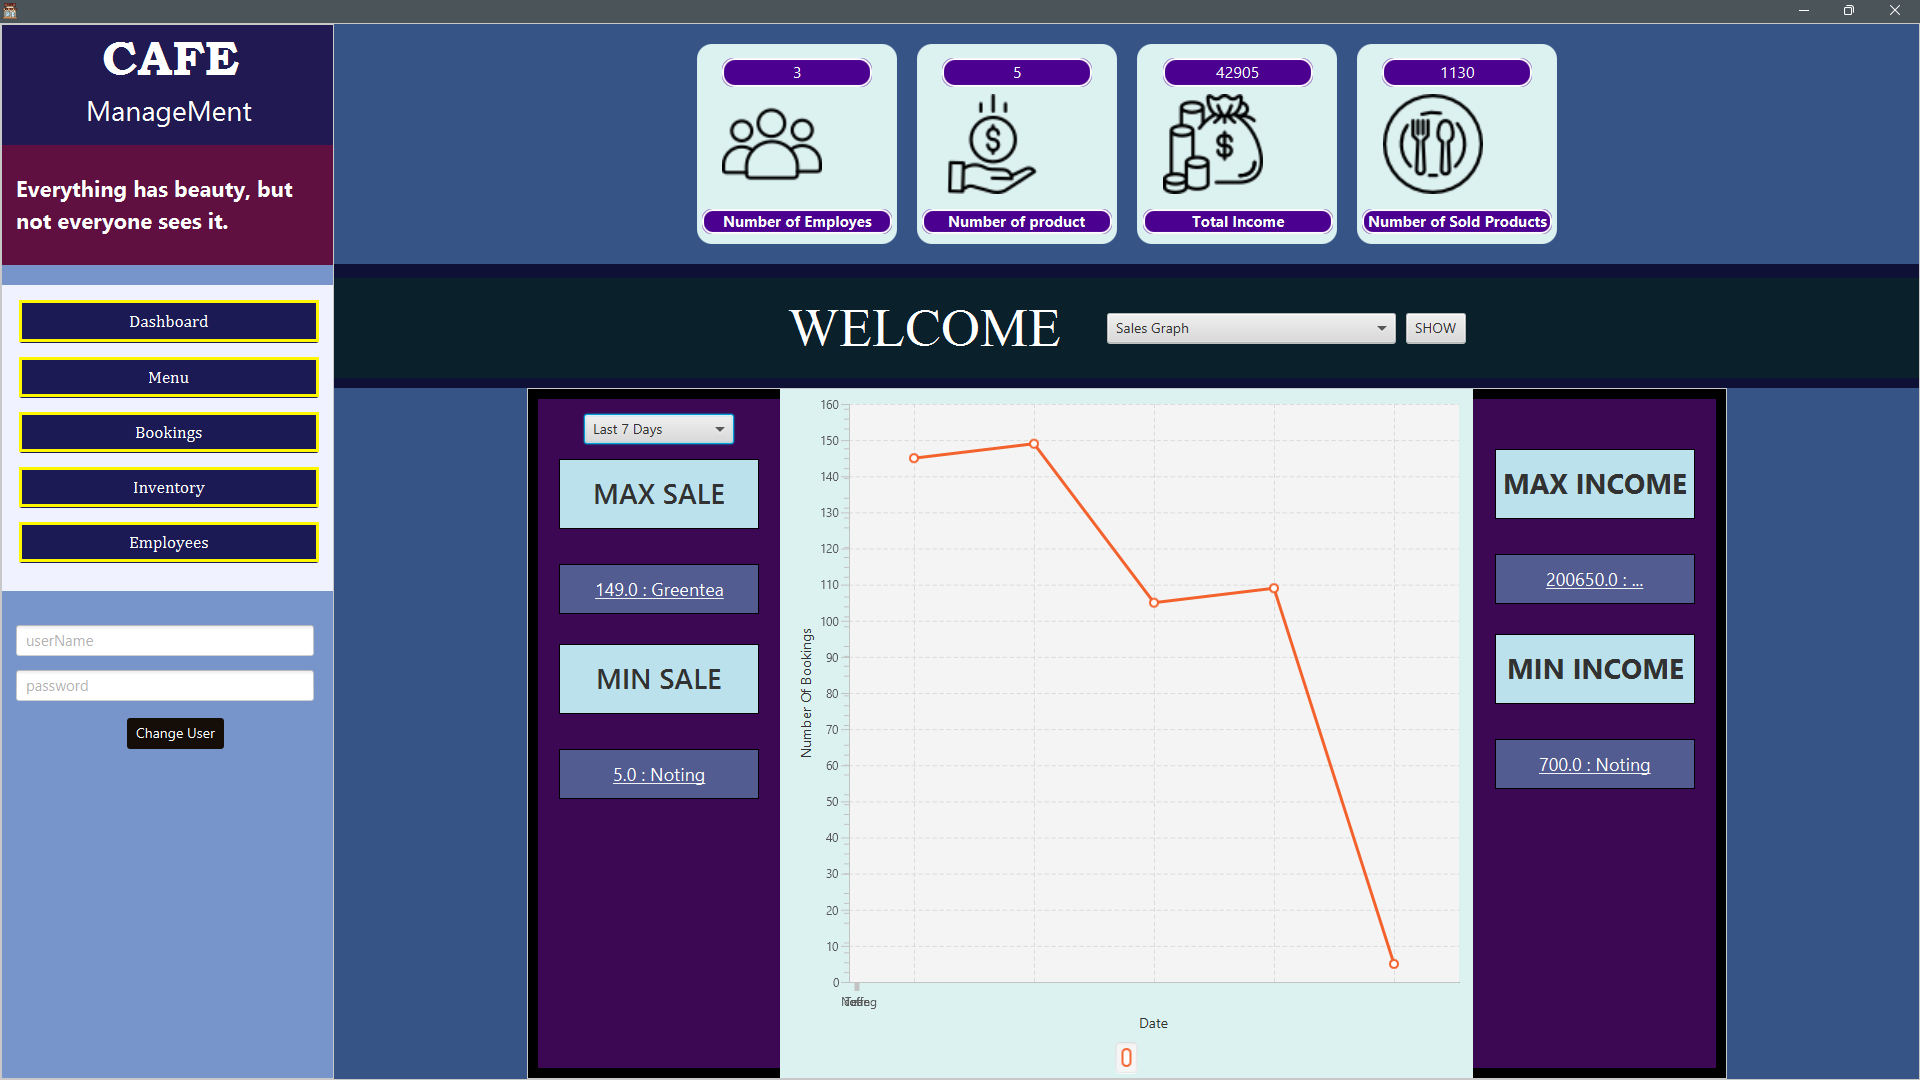 CAFE
ManageMent
Everything has beauty, but
not everyone sees it.
Dashboard
Menu
Bookings
Inventory
Employees
userName
password
Change User
3
5
42905
1130
$
$
Number of Employes
Number of product
Total Income
Number of Sold Products
WELCOME
Sales Graph
SHOW
Last 7 Days
MAX SALE
149.0 : Greentea
MIN SALE
5.0 : Noting
160
150
140
130
120
110
100
90
80
70
60
50
40
30
20
10
0
Number Of Bookings
Date
MAX INCOME
200650.0 : ...
MIN INCOME
700.0 : Noting